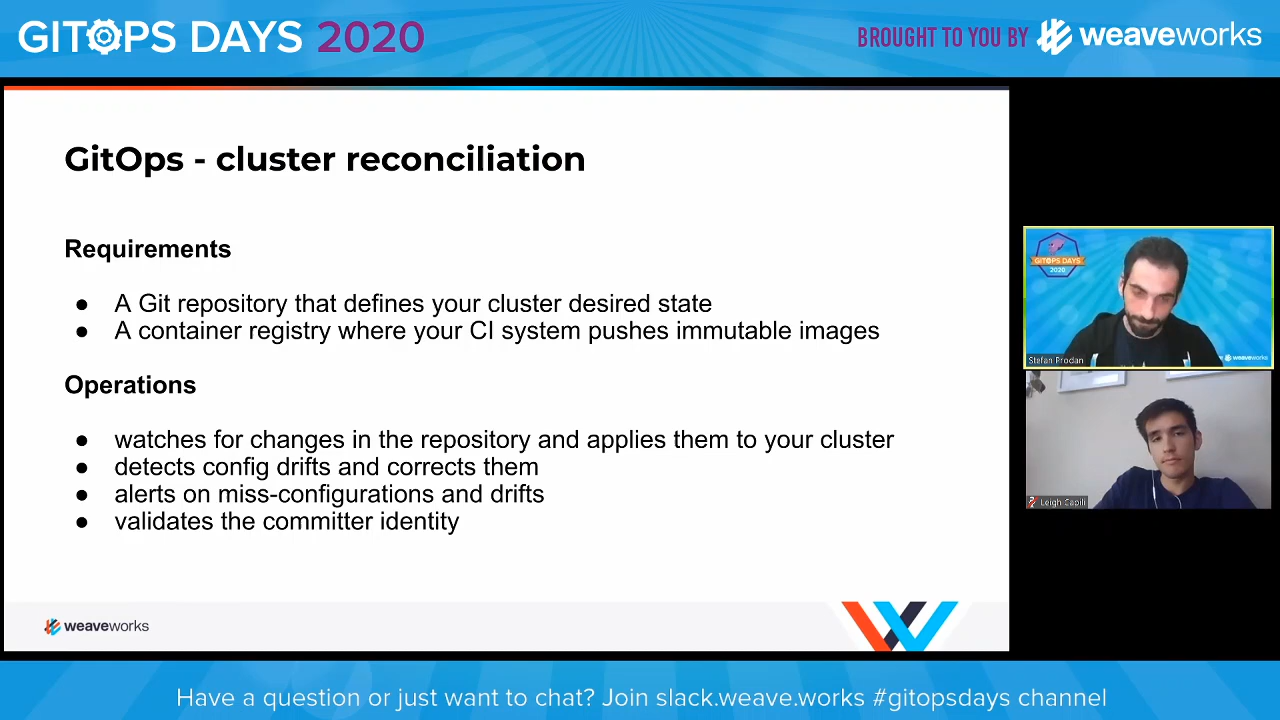 GITOPS DAYS 2020
BROUGHT TO YOU BY weaveworks
GitOps - cluster reconciliation
Requirements
● A Git repository that defines your cluster desired state
● A container registry where your CI system pushes immutable images
Operations
● watches for changes in the repository and applies them to your cluster
● detects config drifts and corrects them
● alerts on miss-configurations and drifts
● validates the committer identity
weaveworks
GITOPS DAYS
2020
weaveworks
Stefan Prodan
Leigh Capili
Have a question or just want to chat? Join slack.weave.works #gitopsdays channel